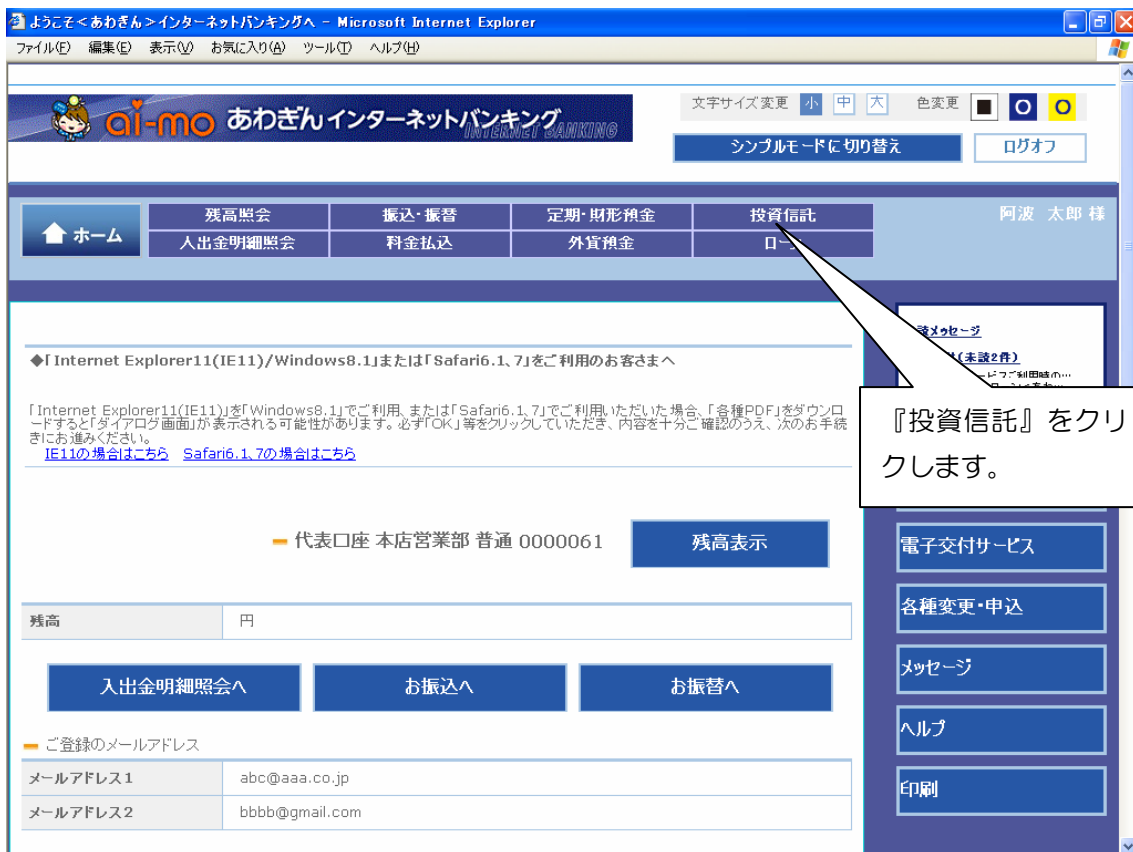 ようこそ<あわぎん>インターネットバンキングへ - Microsoft Internet Explorer
ファイル(F) 編集(E) 表示(V) お気に入り(A) ツール(T) ヘルプ(H)
ai-mo あわぎんインターネットバンキング
INTERNET BANKING
文字サイズ変更 小 中 大 色変更
シンプルモードに切り替え ログオフ
ホーム
残高照会 振込・振替 定期・財形預金 投資信託
入出金明細照会 料金払込 外貨預金 ロー
阿波 太郎 様
読メッセージ
(未読2件)
◆「Internet Explorer11(IE11)/Windows8.1」または「Safari6.1、7」をご利用のお客さまへ
「Internet Explorer11(IE11)」を「Windows8.1」でご利用、または「Safari6.1、7」でご利用いただいた場合、「各種PDF」をダウンロ
ードすると「ダイアログ画面」が表示される可能性があります。必ず「OK」等をクリックしていただき、内容を十分ご確認のうえ、次のお手続
きにお進みください。
IE11の場合はこちら Safari6.1、7の場合はこちら
『投資信託』をクリ
クします。
代表口座 本店営業部 普通 0000061 残高表示
残高 円
入出金明細照会へ お振込へ お振替へ
ご登録のメールアドレス
メールアドレス1 abc@aaa.co.jp
メールアドレス2 bbbb@gmail.com
電子交付サービス
各種変更・申込
メッセージ
ヘルプ
印刷